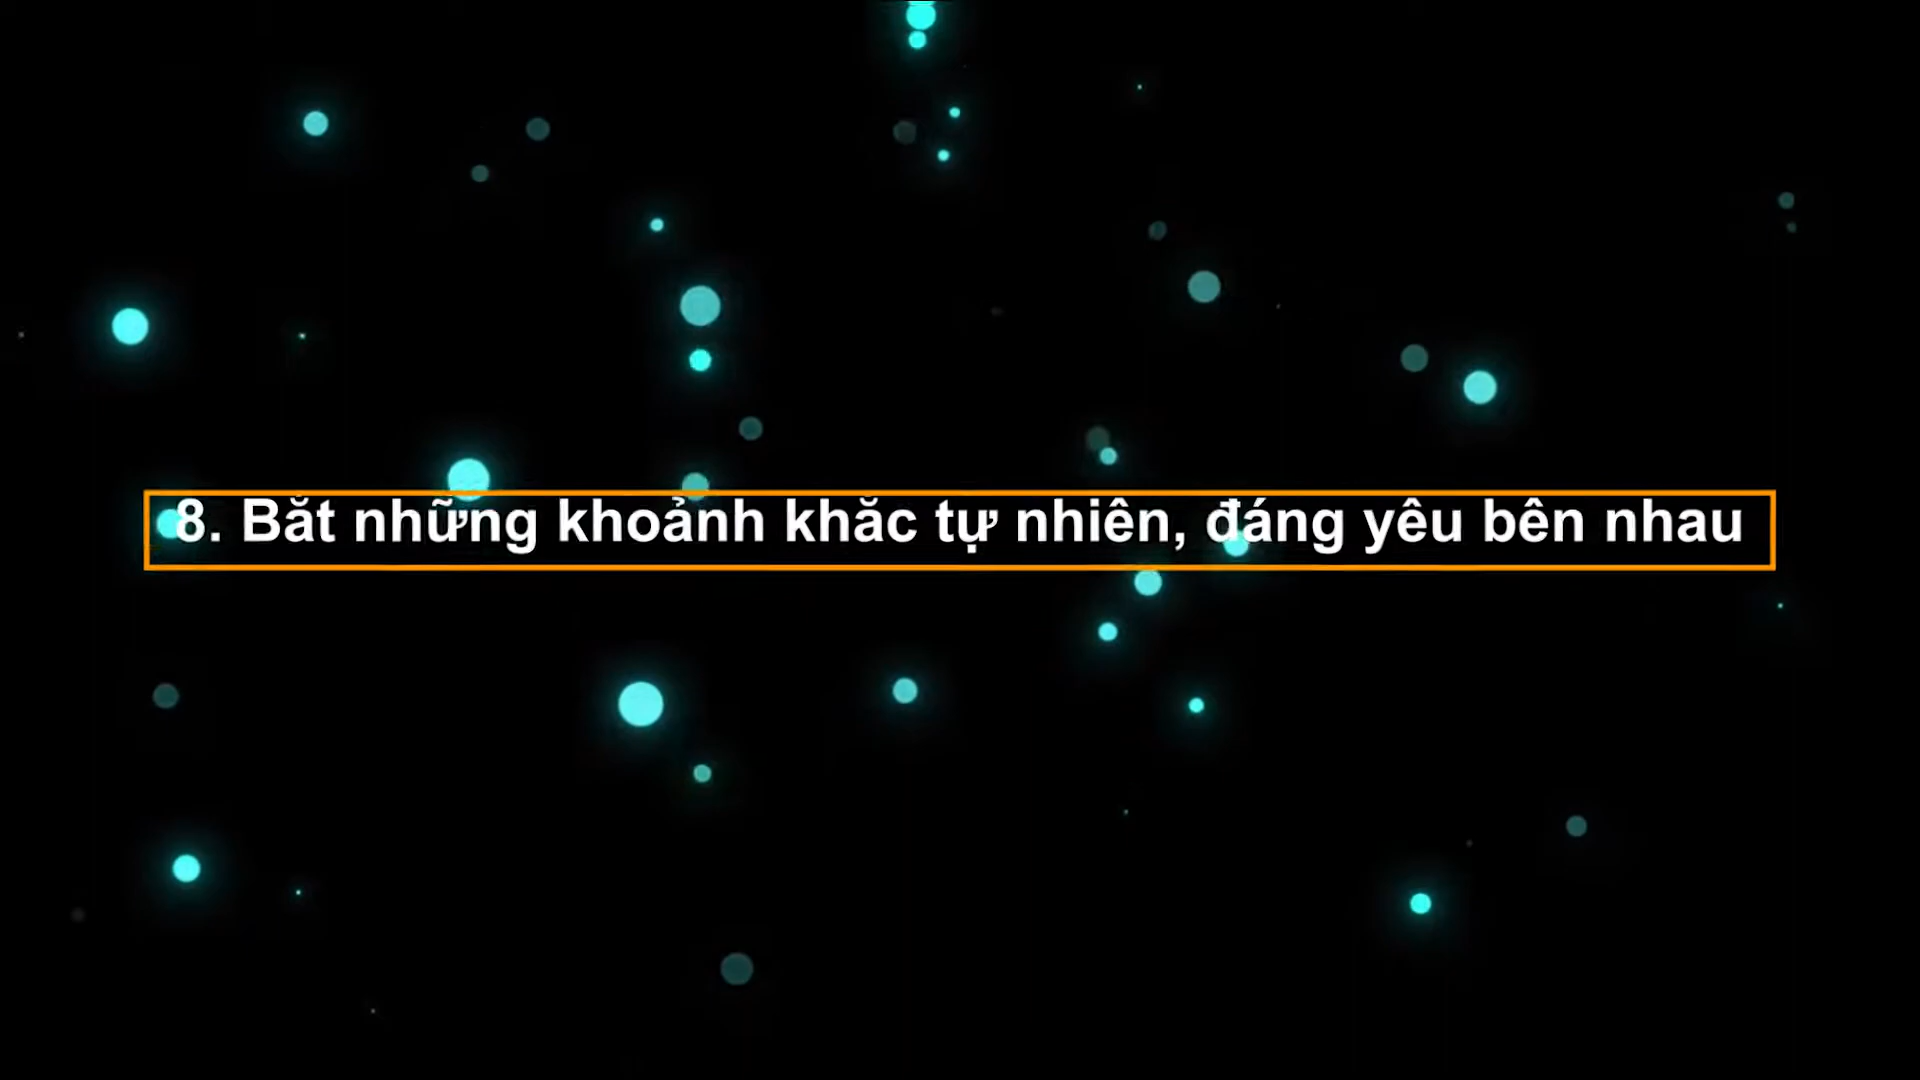 8. Bắt những khoảnh khắc tự nhiên, đáng yêu bên nhau